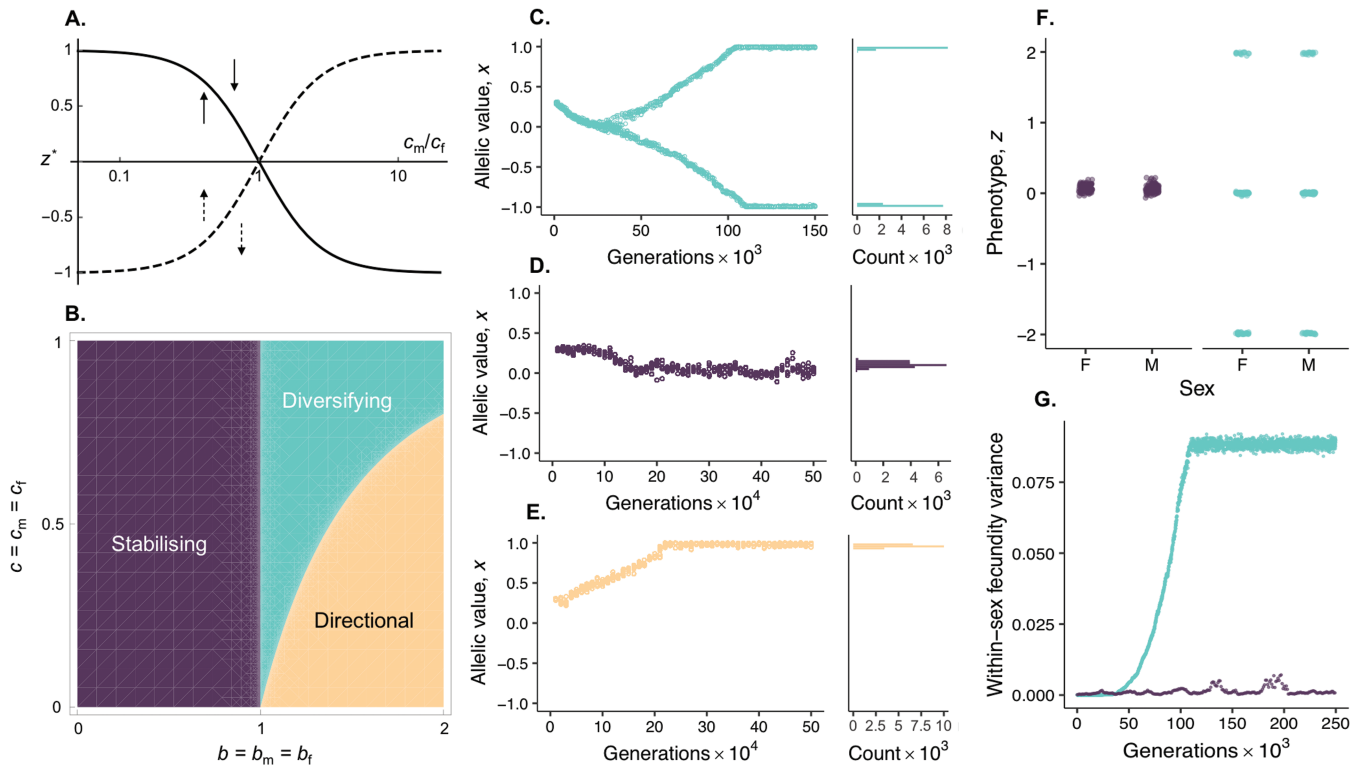 A.
1
0.5
z*
−0.5
−1
0.1
1
10
cm/cf
B.
1
0.5
0
c = cm = cf
Diversifying
Stabilising
Directional
0
1
2
b = bm = bf
C.
Allelic value, x
1.0
0.5
0.0
−0.5
−1.0
0
50
100
150
Generations × 10³
0 2 4 6 8
Count × 10³
D.
Allelic value, x
1.0
0.5
0.0
−0.5
−1.0
0 10 20 30 40 50
Generations × 10⁴
0 2 4 6
Count × 10³
E.
Allelic value, x
1.0
0.5
0.0
−0.5
−1.0
0 10 20 30 40 50
Generations × 10⁴
0 2.5 5 7.5 10
Count × 10³
F.
Phenotype, z
2
1
0
−1
−2
F M F M
Sex
G.
Within−sex fecundity variance
0.075
0.050
0.025
0.000
0 50 100 150 200 250
Generations × 10³